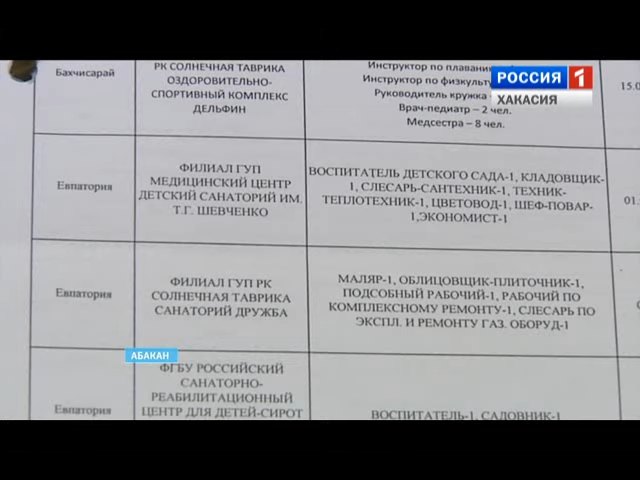 Бахчисарай
РК СОЛНЕЧНАЯ ТАВРИКА
ОЗДОРОВИТЕЛЬНО-
СПОРТИВНЫЙ КОМПЛЕКС
ДЕЛЬФИН
Инструктор по плаванию
Инструктор по физкульту
Руководитель кружка
Врач-педиатр – 2 чел.
Медсестра – 8 чел.
15.0
РОССИЯ 1
ХАКАСИЯ
Евпатория
ФИЛИАЛ ГУП
МЕДИЦИНСКИЙ ЦЕНТР
ДЕТСКИЙ САНАТОРИЙ ИМ.
Т.Г. ШЕВЧЕНКО
ВОСПИТАТЕЛЬ ДЕТСКОГО САДА-1, КЛАДОВЩИК-
1, СЛЕСАРЬ-САНТЕХНИК-1, ТЕХНИК-
ТЕПЛОТЕХНИК-1, ЦВЕТОВОД-1, ШЕФ-ПОВАР-
1,ЭКОНОМИСТ-1
01.
Евпатория
ФИЛИАЛ ГУП РК
СОЛНЕЧНАЯ ТАВРИКА
САНАТОРИЙ ДРУЖБА
МАЛЯР-1, ОБЛИЦОВЩИК-ПЛИТОЧНИК-1,
ПОДСОБНЫЙ РАБОЧИЙ-1, РАБОЧИЙ ПО
КОМПЛЕКСНОМУ РЕМОНТУ-1, СЛЕСАРЬ ПО
ЭКСПЛ. И РЕМОНТУ ГАЗ. ОБОРУД-1
АБАКАН
Евпатория
ФГБУ РОССИЙСКИЙ
САНАТОРНО-
РЕАБИЛИТАЦИОННЫЙ
ЦЕНТР ДЛЯ ДЕТЕЙ-СИРОТ
ВОСПИТАТЕЛЬ-1, САДОВНИК-1